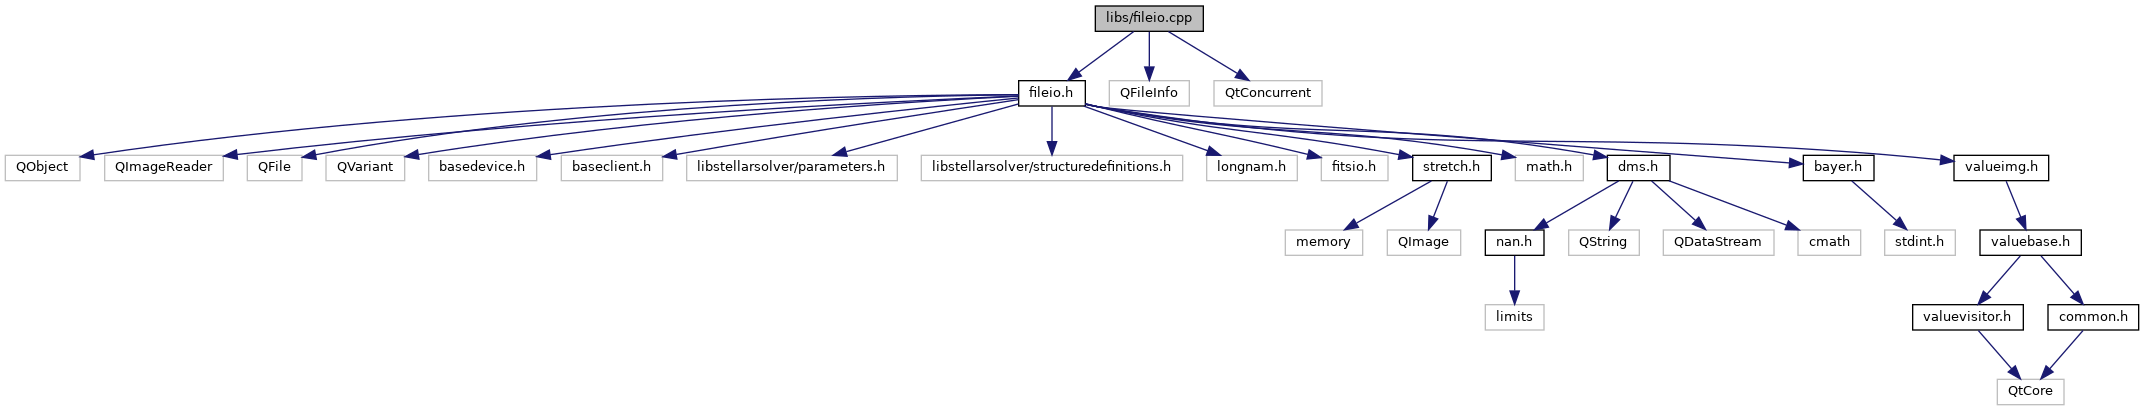 libs/fileio.cpp
fileio.h
QFileInfo
QtConcurrent
QObject
QImageReader
QFile
QVariant
basedevice.h
baseclient.h
libstellarsolver/parameters.h
libstellarsolver/structuredefinitions.h
longnam.h
fitsio.h
stretch.h
math.h
dms.h
bayer.h
valueimg.h
memory
QImage
nan.h
QString
QDataStream
cmath
stdint.h
valuebase.h
limits
valuevisitor.h
common.h
QtCore